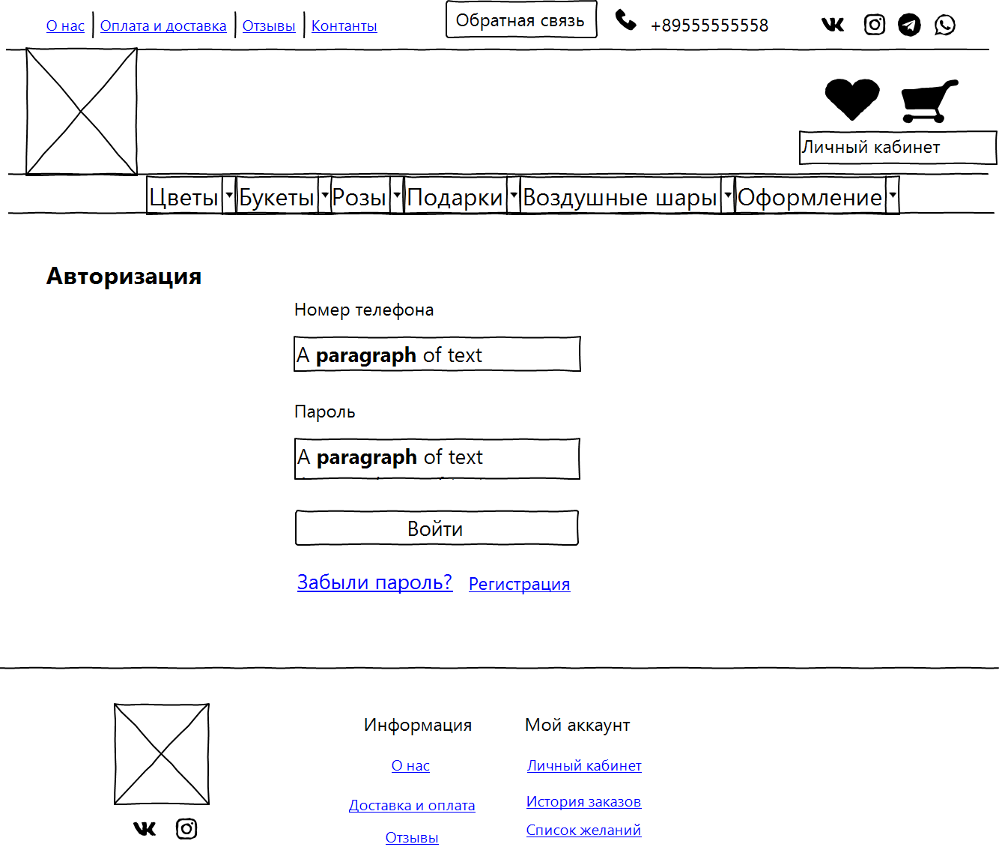 О нас Оплата и доставка Отзывы Контанты Обратная связь +89555555558
Личный кабинет
Цветы Букеты Розы Подарки Воздушные шары Оформление
Авторизация
Номер телефона
A paragraph of text
Пароль
A paragraph of text
Войти
Забыли пароль? Регистрация
Информация Мой аккаунт
О нас Личный кабинет
Доставка и оплата История заказов
Отзывы Список желаний